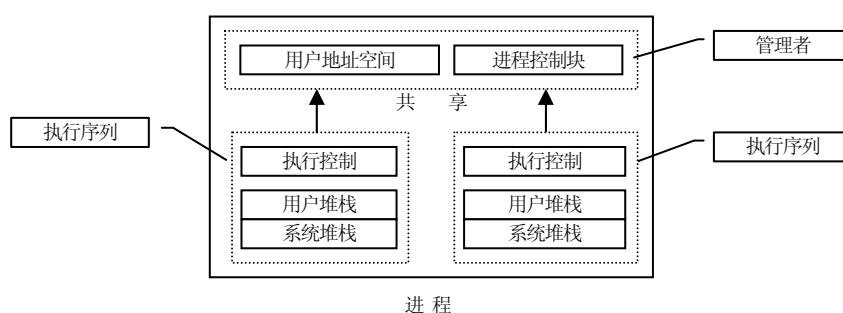 用户地址空间
进程控制块
管理者
共 享
执行序列
执行控制
用户堆栈
系统堆栈
执行控制
用户堆栈
系统堆栈
执行序列
进 程